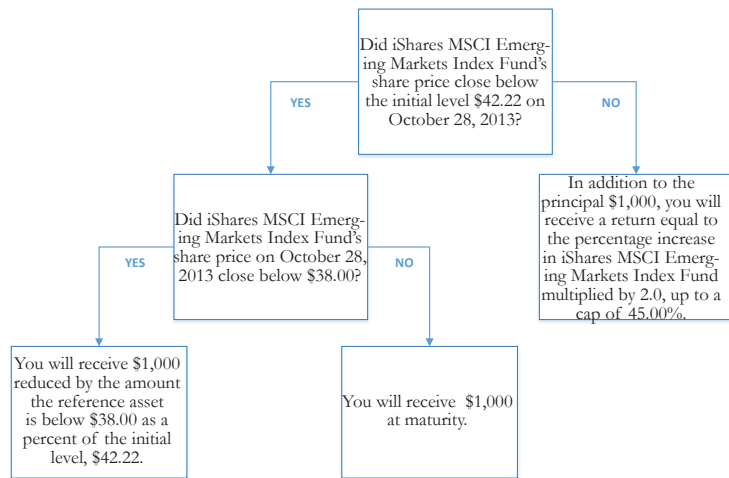 Did iShares MSCI Emerg-
ing Markets Index Fund's
share price close below
the initial level $42.22 on
October 28, 2013?
YES
NO
Did iShares MSCI Emerg-
ing Markets Index Fund's
share price on October 28,
2013 close below $38.00?
In addition to the
principal $1,000, you will
receive a return equal to
the percentage increase
in iShares MSCI Emerg-
ing Markets Index Fund
multiplied by 2.0, up to a
cap of 45.00%.
YES
NO
You will receive $1,000
reduced by the amount
the reference asset
is below $38.00 as a
percent of the initial
level, $42.22.
You will receive $1,000
at maturity.